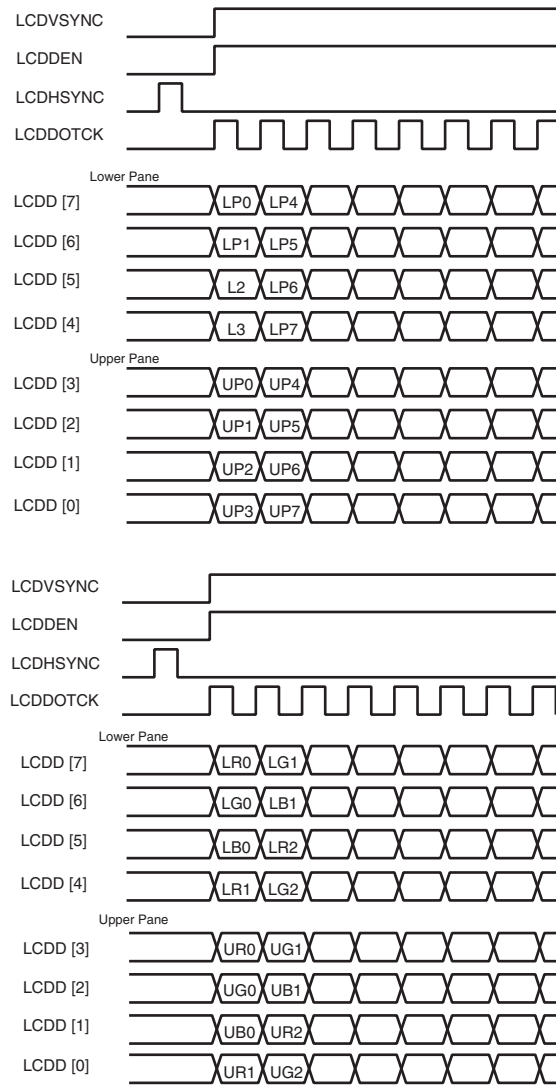 LCDVSYNC
LCDDEN
LCDHSYNC
LCDDOTCK
Lower Pane
LCDD [7] LP0 LP4
LCDD [6] LP1 LP5
LCDD [5] L2 LP6
LCDD [4] L3 LP7
Upper Pane
LCDD [3] UP0 UP4
LCDD [2] UP1 UP5
LCDD [1] UP2 UP6
LCDD [0] UP3 UP7
LCDVSYNC
LCDDEN
LCDHSYNC
LCDDOTCK
Lower Pane
LCDD [7] LR0 LG1
LCDD [6] LG0 LB1
LCDD [5] LB0 LR2
LCDD [4] LR1 LG2
Upper Pane
LCDD [3] UR0 UG1
LCDD [2] UG0 UB1
LCDD [1] UB0 UR2
LCDD [0] UR1 UG2